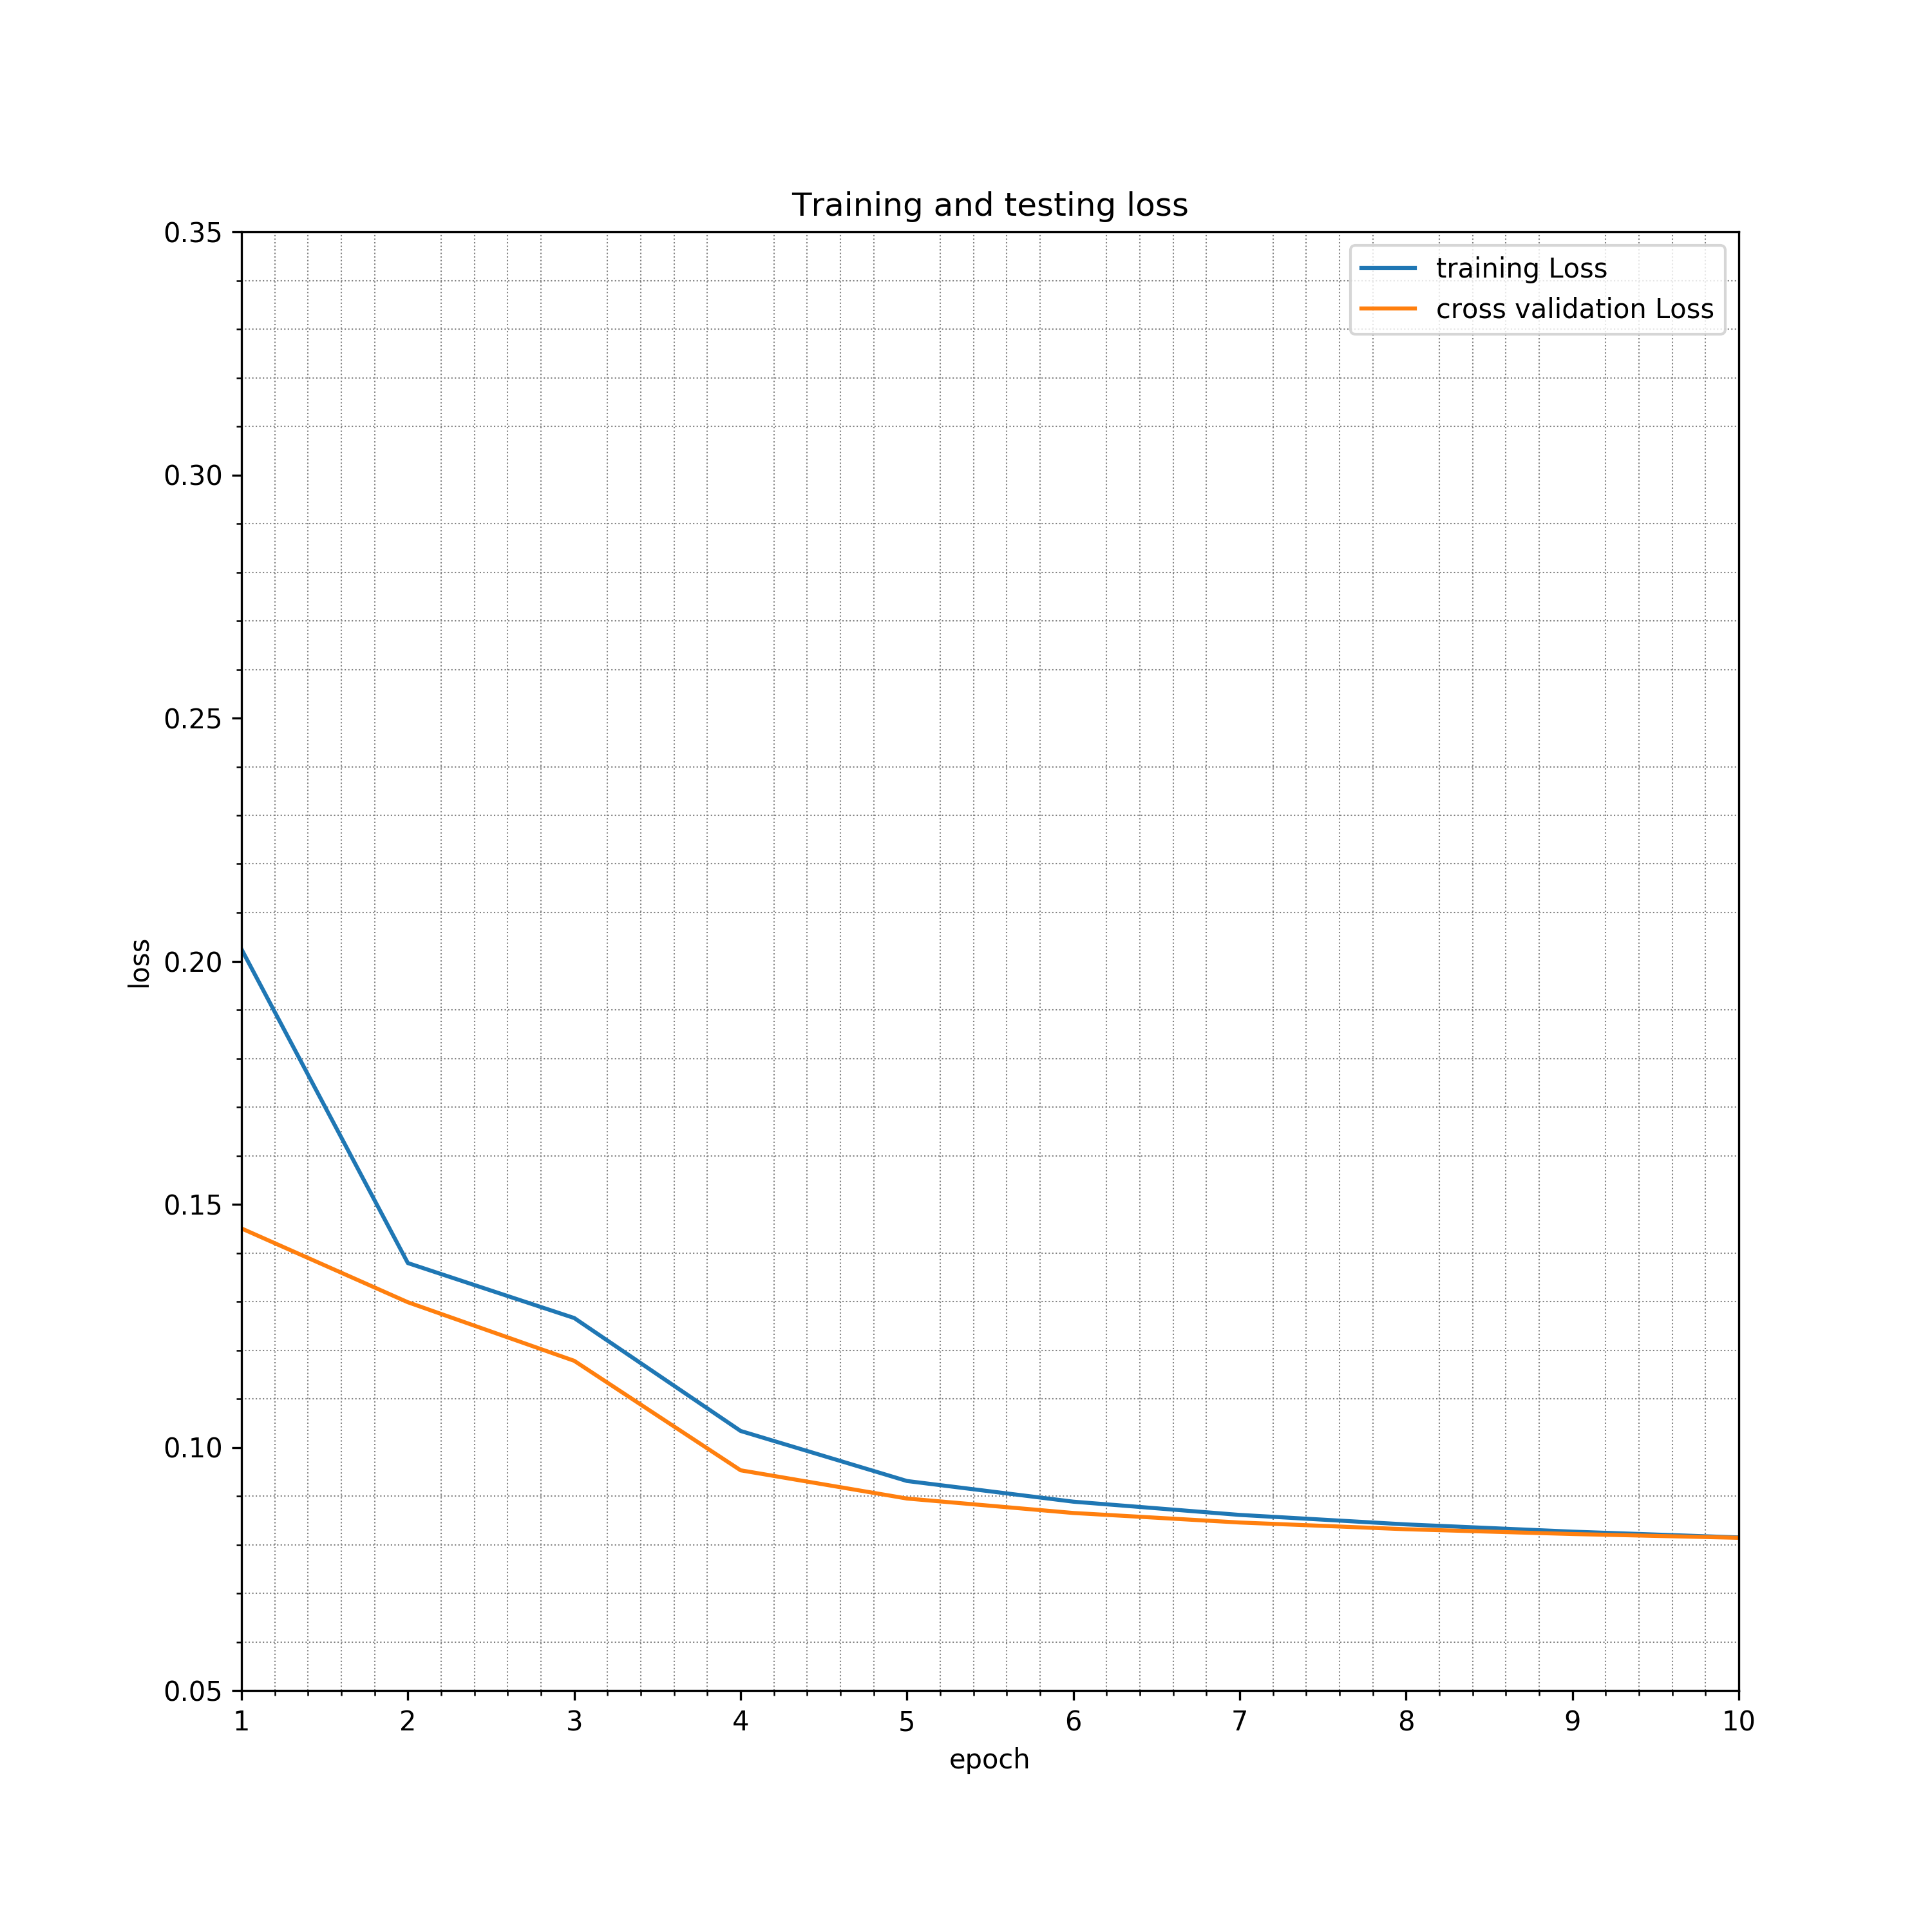 Training and testing loss
training Loss
cross validation Loss
0.35
0.30
0.25
0.20
0.15
0.10
0.05
loss
1 2 3 4 5 6 7 8 9 10
epoch